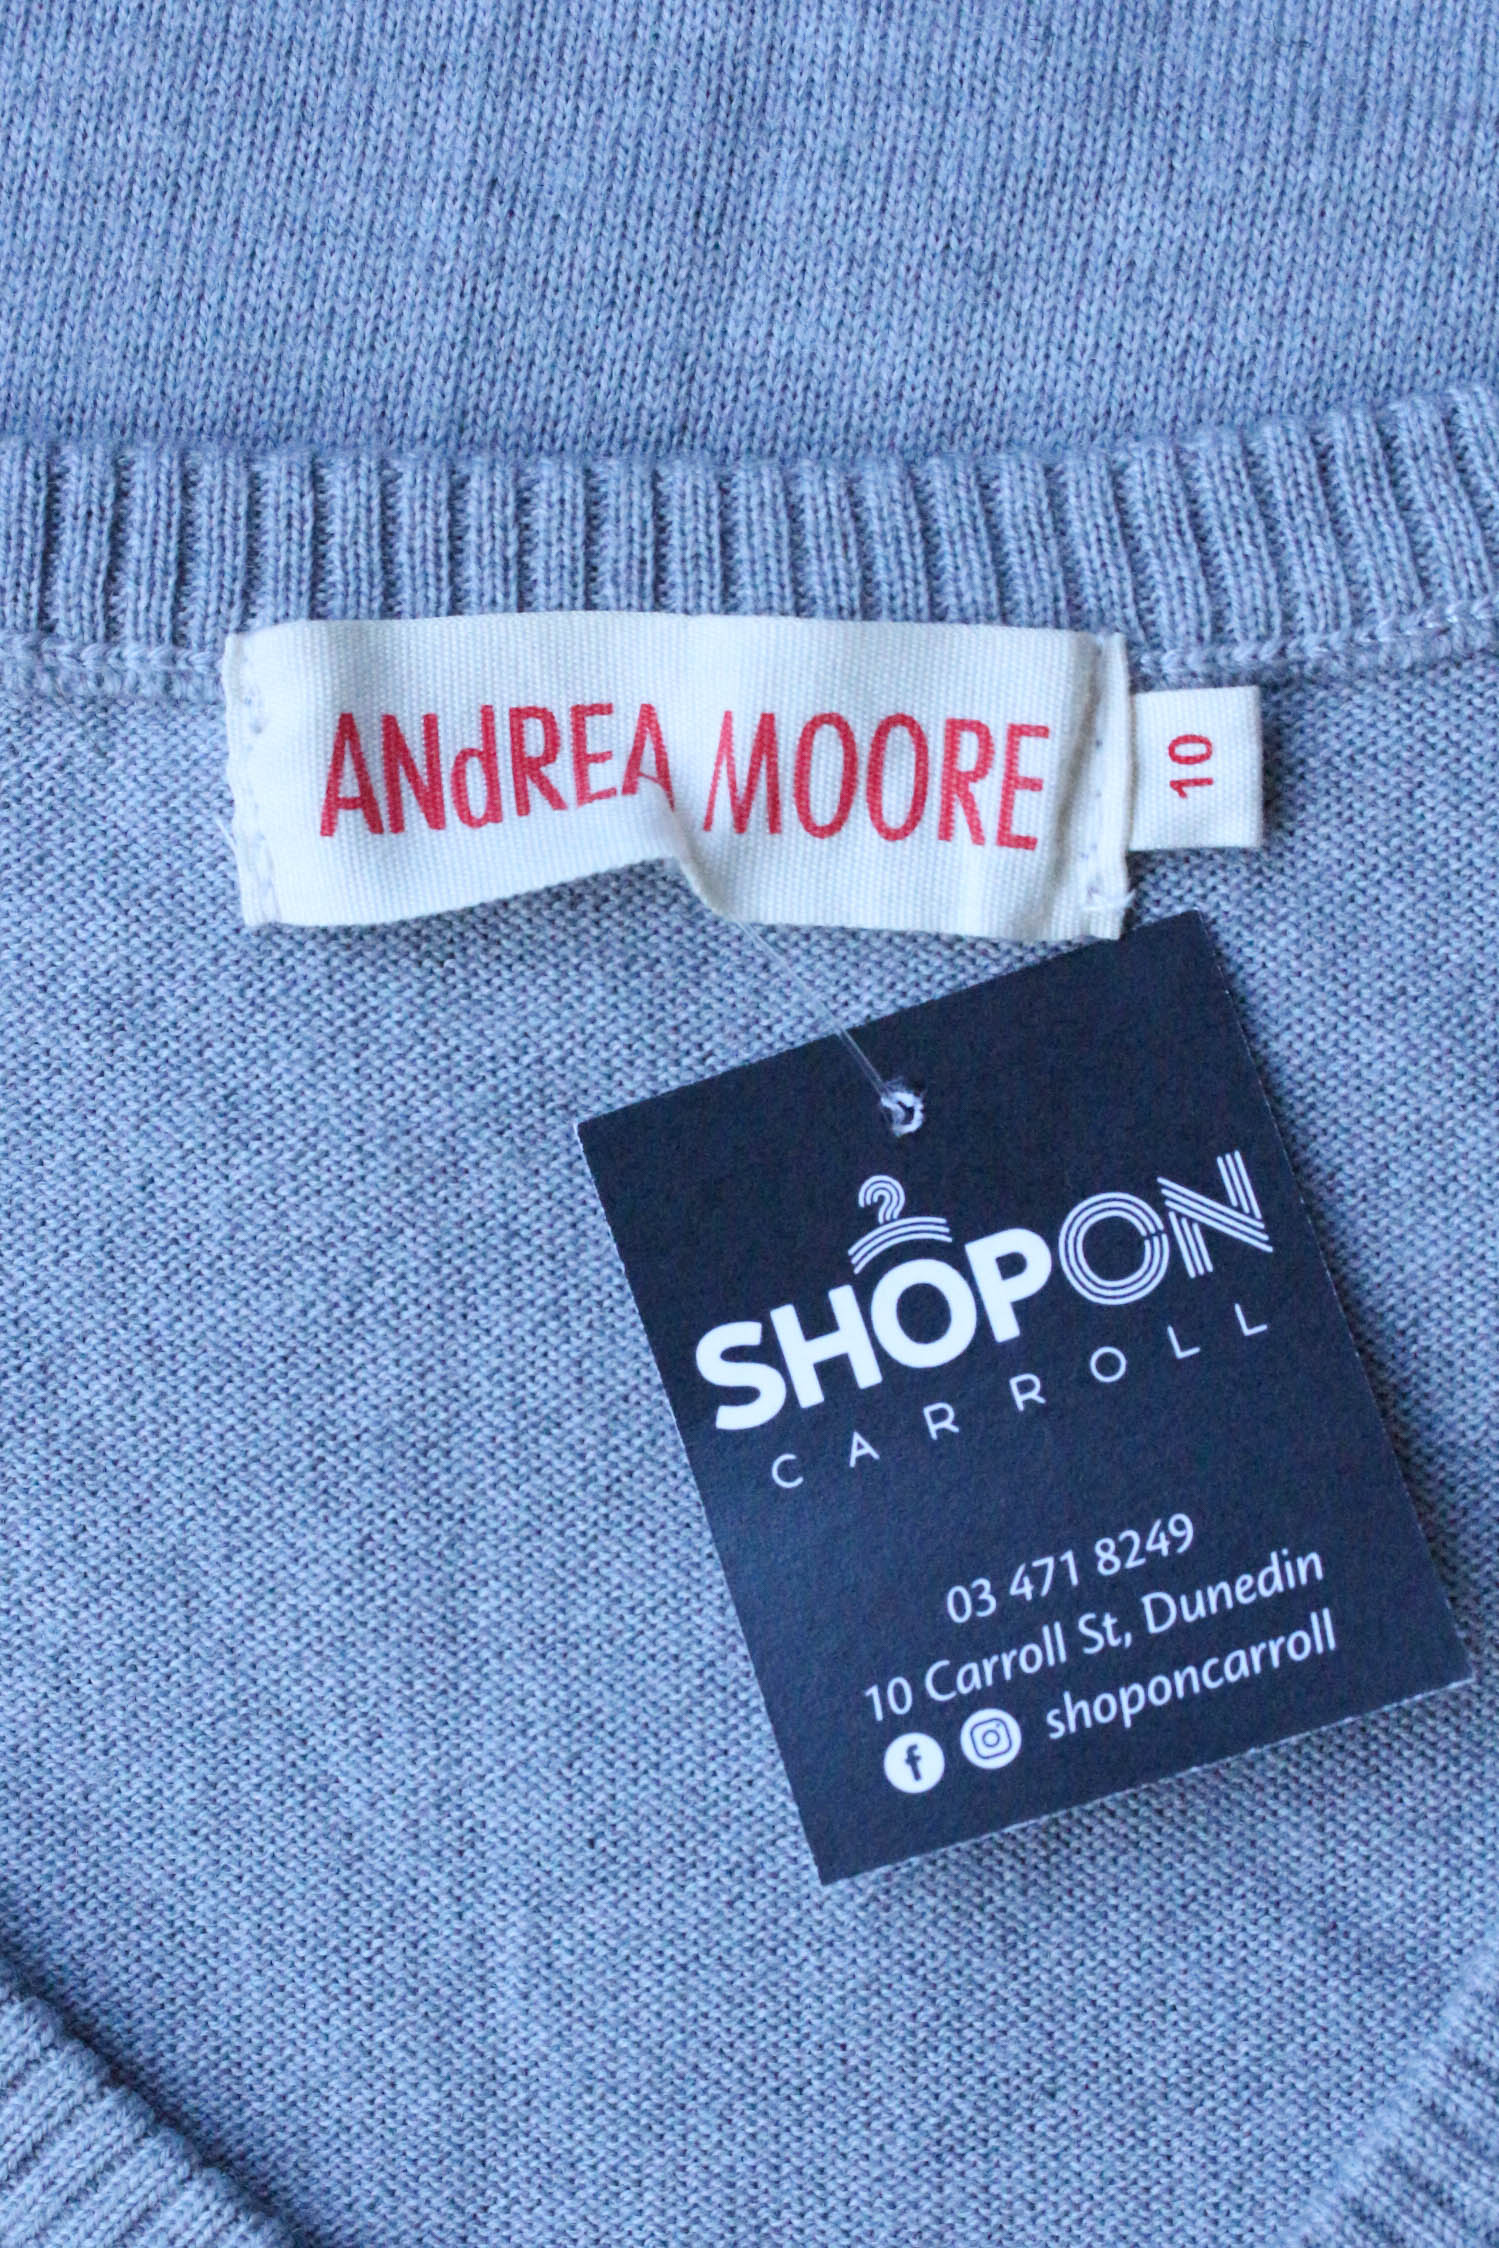 ANdREA MOORE
10
SHOPON
CARROLL
03 471 8249
10 Carroll St, Dunedin
shoponcarroll